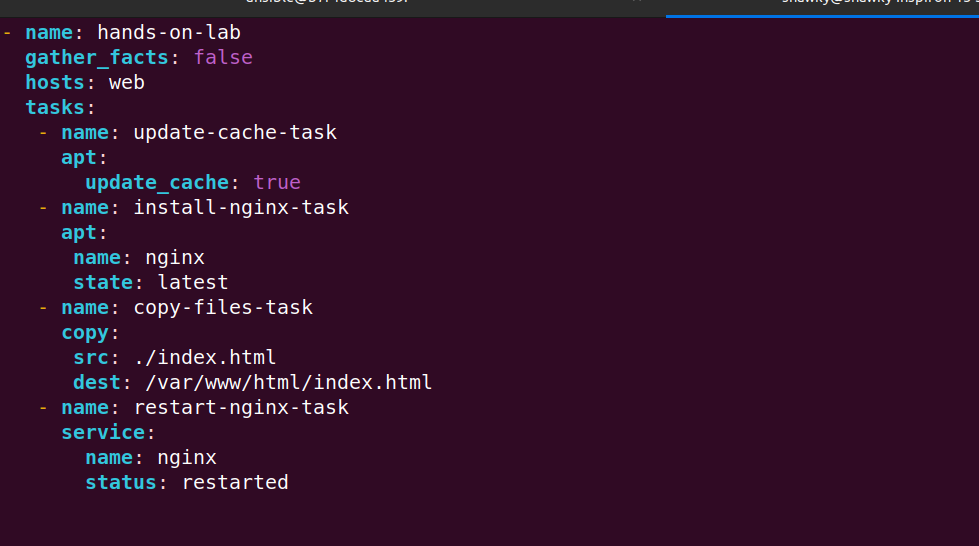 - name: hands-on-lab
  gather_facts: false
  hosts: web
  tasks:
   - name: update-cache-task
     apt:
       update_cache: true
   - name: install-nginx-task
     apt:
      name: nginx
      state: latest
   - name: copy-files-task
     copy:
      src: ./index.html
      dest: /var/www/html/index.html
   - name: restart-nginx-task
     service:
       name: nginx
       status: restarted